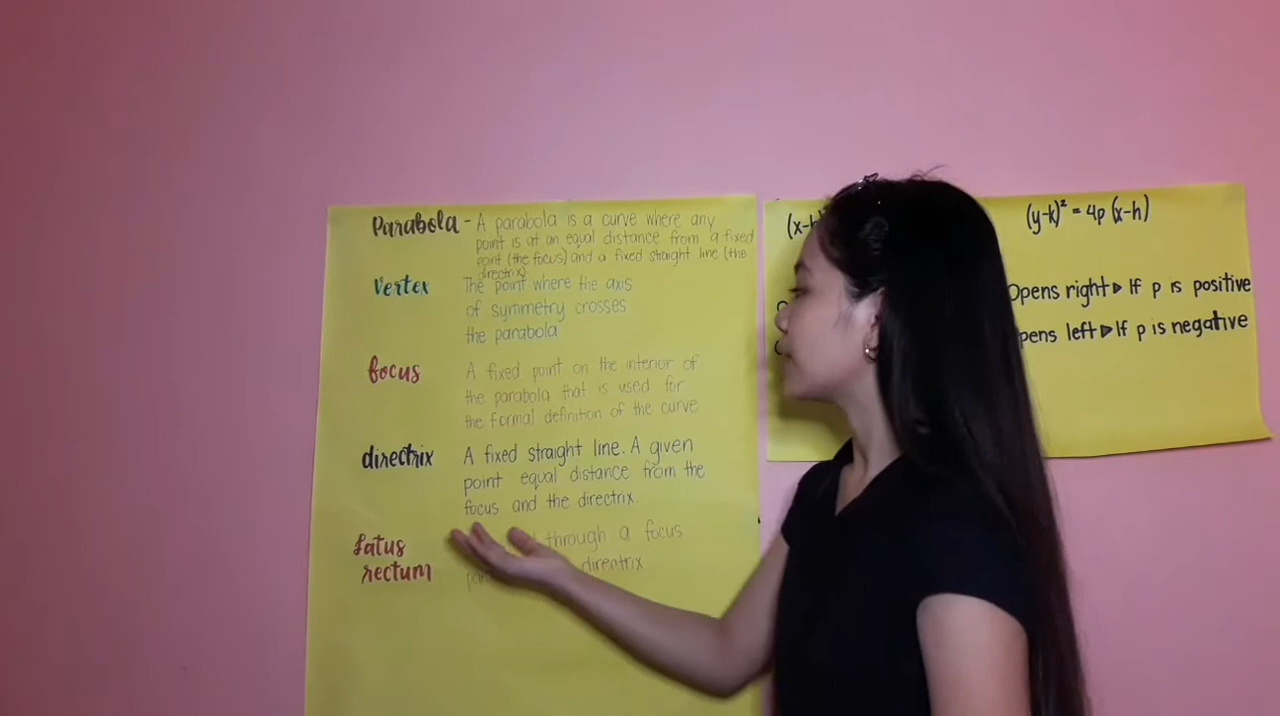 Parabola - A parabola is a curve where any
point is at an equal distance from a fixed
point (the focus) and a fixed straight line (the
directrix)
Vertex The point where the axis
of symmetry crosses
the parabola
focus A fixed point on the interior of
the parabola that is used for
the formal definition of the curve
directrix A fixed straight line. A given
point equal distance from the
focus and the directrix
Latus through a focus
rectum directrix
(y-k)² = 4p (x-h)
Opens right ▷ If p is positive
pens left ▷ If p is negative